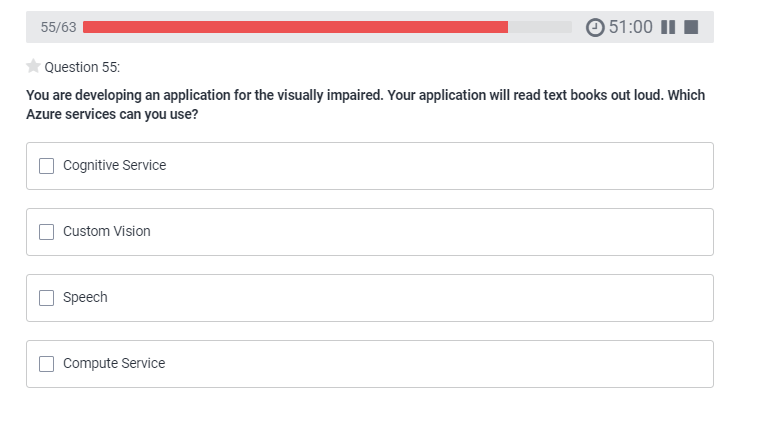 55/63 51:00
Question 55:
You are developing an application for the visually impaired. Your application will read text books out loud. Which
Azure services can you use?
Cognitive Service
Custom Vision
Speech
Compute Service